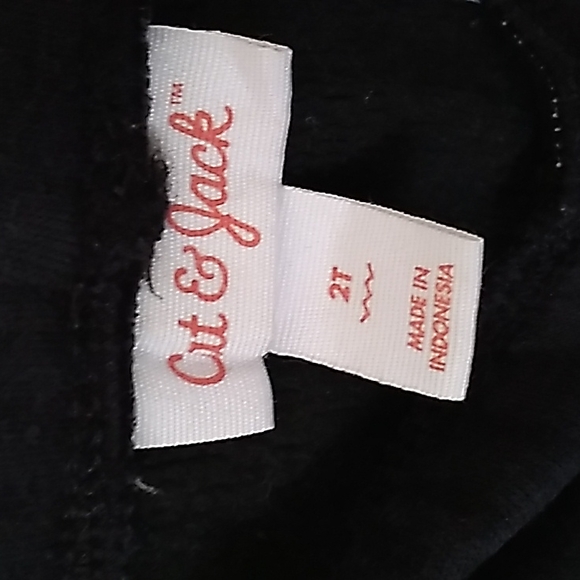 Cat & Jack™
2T
MADE IN
INDONESIA